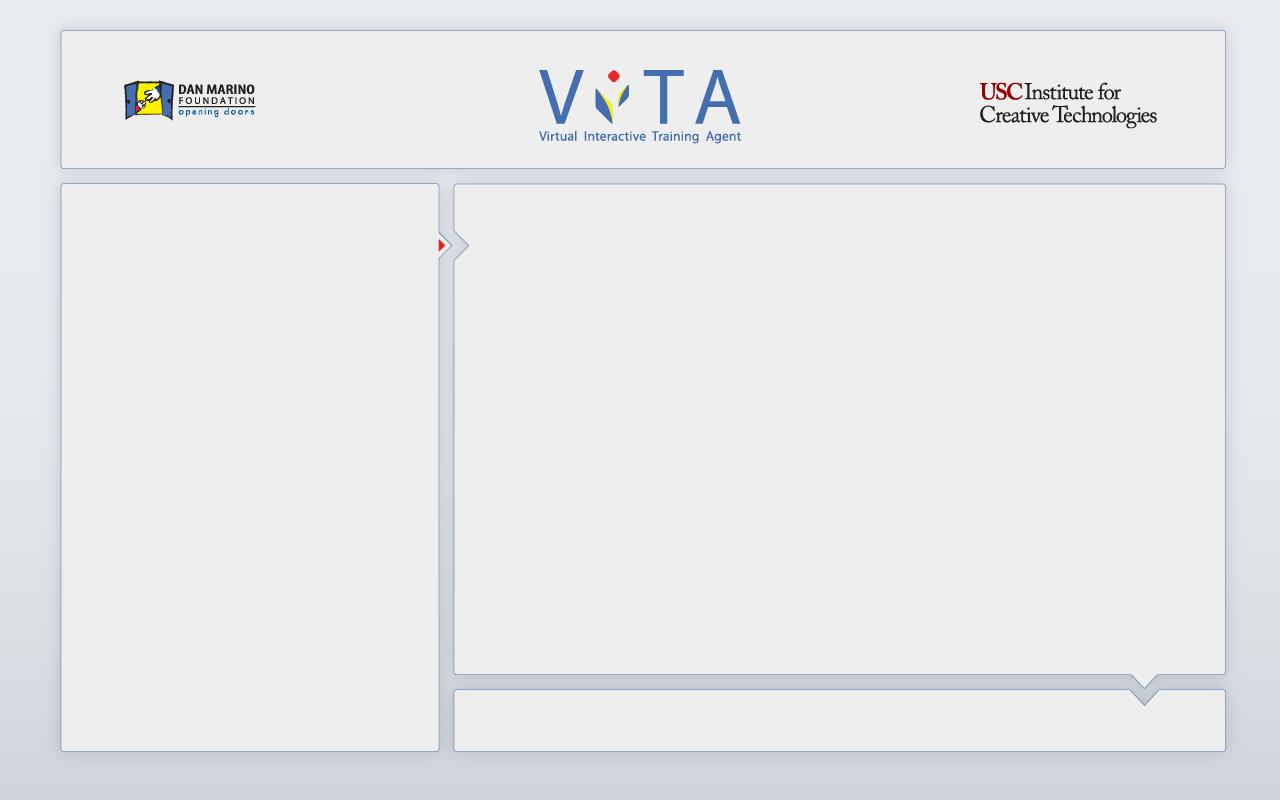 DAN MARINO
FOUNDATION
opening doors
VITA
Virtual Interactive Training Agent
USC Institute for
Creative Technologies